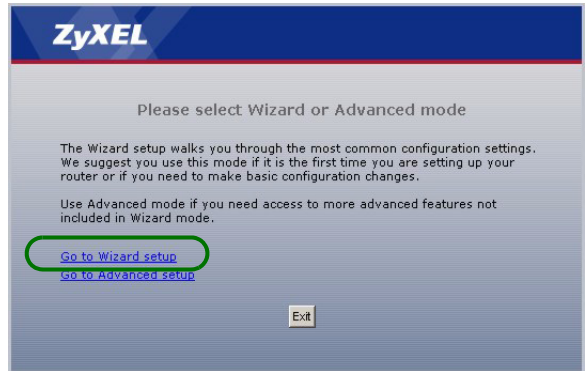 ZyXEL
Please select Wizard or Advanced mode
The Wizard setup walks you through the most common configuration settings.
We suggest you use this mode if it is the first time you are setting up your
router or if you need to make basic configuration changes.
Use Advanced mode if you need access to more advanced features not
included in Wizard mode.
Go to Wizard setup
Go to Advanced setup
Exit